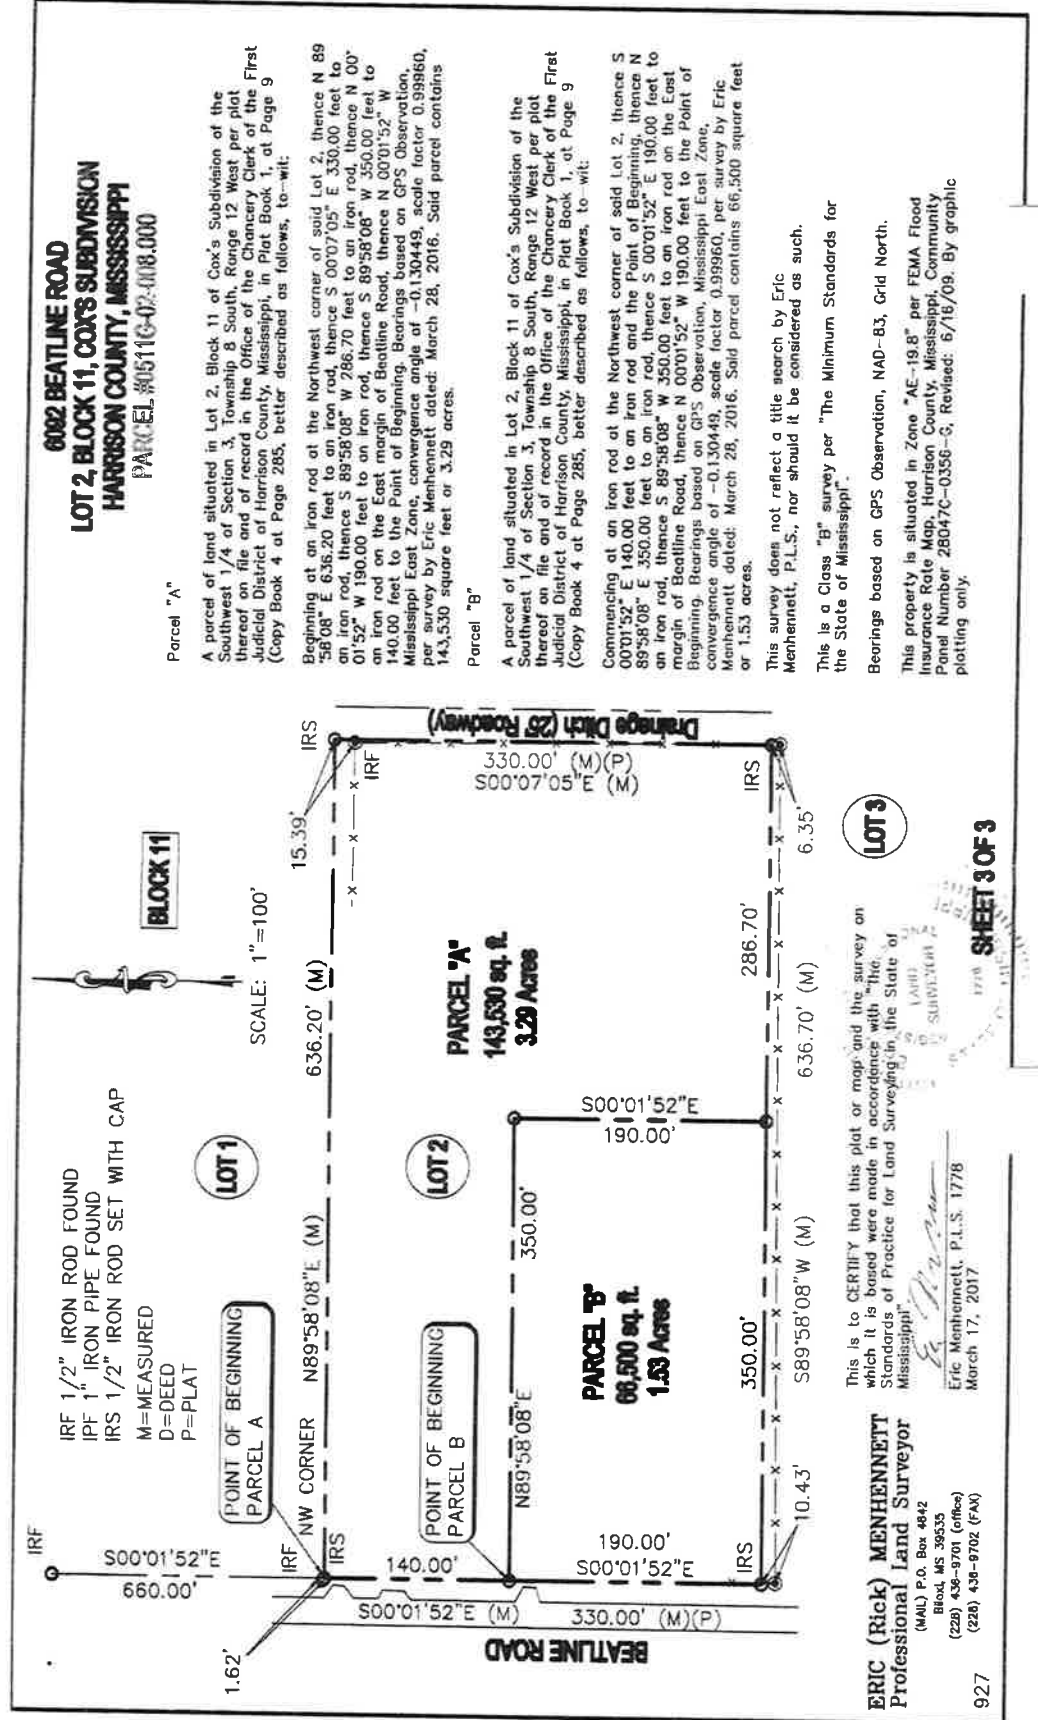 6092 BEATLINE ROAD
LOT 2, BLOCK 11, COX'S SUBDIVISION
HARRISON COUNTY, MISSISSIPPI
PARCEL #0511G-02-008.000
Parcel "A"
A parcel of land situated in Lot 2, Block 11 of Cox's Subdivision of the
Southwest 1/4 of Section 3, Township 8 South, Range 12 West per plat
thereof on file and of record in the Office of the Chancery Clerk of the First
Judicial District of Harrison County, Mississippi, in Plat Book 1, at Page 9
(Copy Book 4 at Page 285, better described as follows, to-wit:
Beginning at an iron rod at the Northwest corner of said Lot 2, thence N 89
°58'08" E 636.20 feet to an iron rod, thence S 00°07'05" E 330.00 feet to
an iron rod, thence S 89°58'08" W 286.70 feet to an iron rod, thence N 00°
01'52" W 190.00 feet to an iron rod, thence S 89°58'08" W 350.00 feet to
an iron rod on the East margin of Beatline Road, thence N 00°01'52" W
140.00 feet to the Point of Beginning. Bearings based on GPS Observation,
Mississippi East Zone, convergence angle of -0.130449, scale factor 0.99960,
per survey by Eric Menhennett dated: March 28, 2016. Said parcel contains
143,530 square feet or 3.29 acres.
Parcel "B"
A parcel of land situated in Lot 2, Block 11 of Cox's Subdivision of the
Southwest 1/4 of Section 3, Township 8 South, Range 12 West per plat
thereof on file and of record in the Office of the Chancery Clerk of the First
Judicial District of Harrison County, Mississippi, in Plat Book 1, at Page 9
(Copy Book 4 at Page 285, better described as follows, to-wit:
Commencing at an iron rod at the Northwest corner of said Lot 2, thence S
00°01'52" E 140.00 feet to an iron rod and the Point of Beginning, thence N
89°58'08" E 350.00 feet to an iron rod, thence S 00°01'52" E 190.00 feet to
an iron rod, thence S 89°58'08" W 350.00 feet to an iron rod on the East
margin of Beatline Road, thence N 00°01'52" W 190.00 feet to the Point of
Beginning. Bearings based on GPS Observation, Mississippi East Zone,
convergence angle of -0.130449, scale factor 0.99960, per survey by Eric
Menhennett dated: March 28, 2016. Said parcel contains 66,500 square feet
or 1.53 acres.
This survey does not reflect a title search by Eric
Menhennett, P.L.S., nor should it be considered as such.
This is a Class "B" survey per "The Minimum Standards for
the State of Mississippi".
Bearings based on GPS Observation, NAD-83, Grid North.
This property is situated in Zone "AE-19.8" per FEMA Flood
Insurance Rate Map, Harrison County, Mississippi, Community
Panel Number 28047C-0356-G, Revised: 6/16/09. By graphic
plotting only.
IRF 1/2" IRON ROD FOUND
IPF 1" IRON PIPE FOUND
IRS 1/2" IRON ROD SET WITH CAP
M=MEASURED
D=DEED
P=PLAT
BLOCK 11
SCALE: 1"=100'
IRF
S00°01'52"E
660.00'
POINT OF BEGINNING
PARCEL A
LOT 1
1.62'
IRF
NW CORNER
N89°58'08"E (M)
636.20' (M)
15.39'
IRS
IRS
IRF
140.00'
POINT OF BEGINNING
PARCEL B
LOT 2
PARCEL "A"
143,530 sq. ft.
3.29 Acres
330.00' (M)(P)
S00°07'05"E (M)
Drainage Ditch (25' Roadway)
N89°58'08"E
350.00'
S00°01'52"E
190.00'
PARCEL "B"
66,500 sq. ft.
1.53 Acres
190.00'
S00°01'52"E
S00°01'52"E (M)
330.00' (M)(P)
BEATLINE ROAD
IRS
350.00'
286.70'
IRS
10.43'
S89°58'08"W (M)
636.70' (M)
6.35'
LOT 3
This is to CERTIFY that this plat or map and the survey on
which it is based were made in accordance with "The
Standards of Practice for Land Surveying in the State of
Mississippi"
Eric Menhennett, P.L.S. 1778
March 17, 2017
LAND
SURVEYOR
1778
ERIC (Rick) MENHENNETT
Professional Land Surveyor
(MAIL) P.O. Box 4842
Biloxi, MS 39535
(228) 436-9701 (office)
(228) 436-9702 (FAX)
927
SHEET 3 OF 3